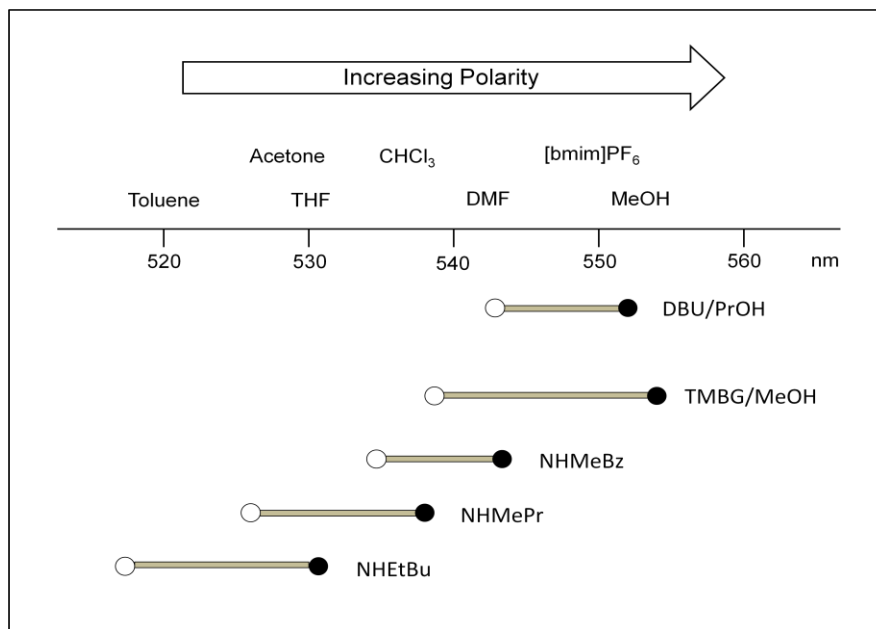 Increasing Polarity
Acetone CHCl₃ [bmim]PF₆
Toluene THF DMF MeOH
520 530 540 550 560 nm
DBU/PrOH
TMBG/MeOH
NHMeBz
NHMePr
NHEtBu